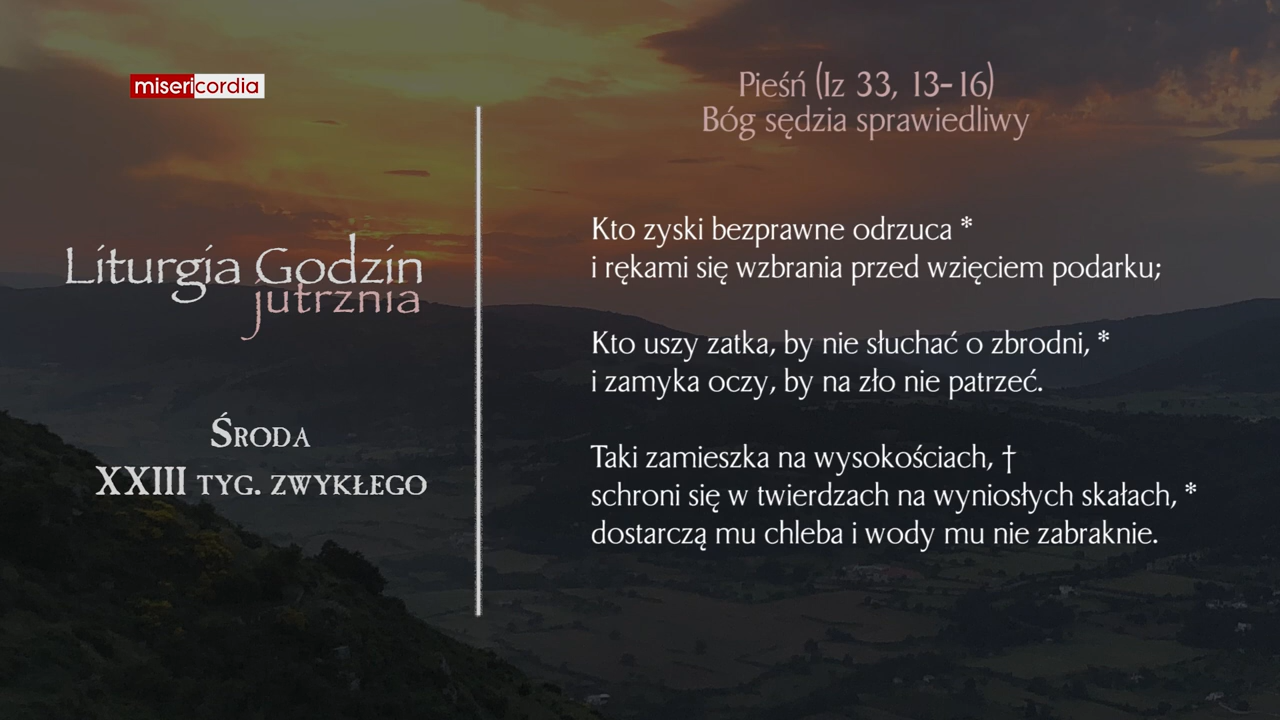 misericordia
Liturgia Godzin
jutrznia
Środa
XXIII tyg. zwykłego
Pieśń (Iz 33, 13-16)
Bóg sędzia sprawiedliwy
Kto zyski bezprawne odrzuca *
i rękami się wzbrania przed wzięciem podarku;
Kto uszy zatka, by nie słuchać o zbrodni, *
i zamyka oczy, by na zło nie patrzeć.
Taki zamieszka na wysokościach, †
schroni się w twierdzach na wyniosłych skałach, *
dostarczą mu chleba i wody mu nie zabraknie.